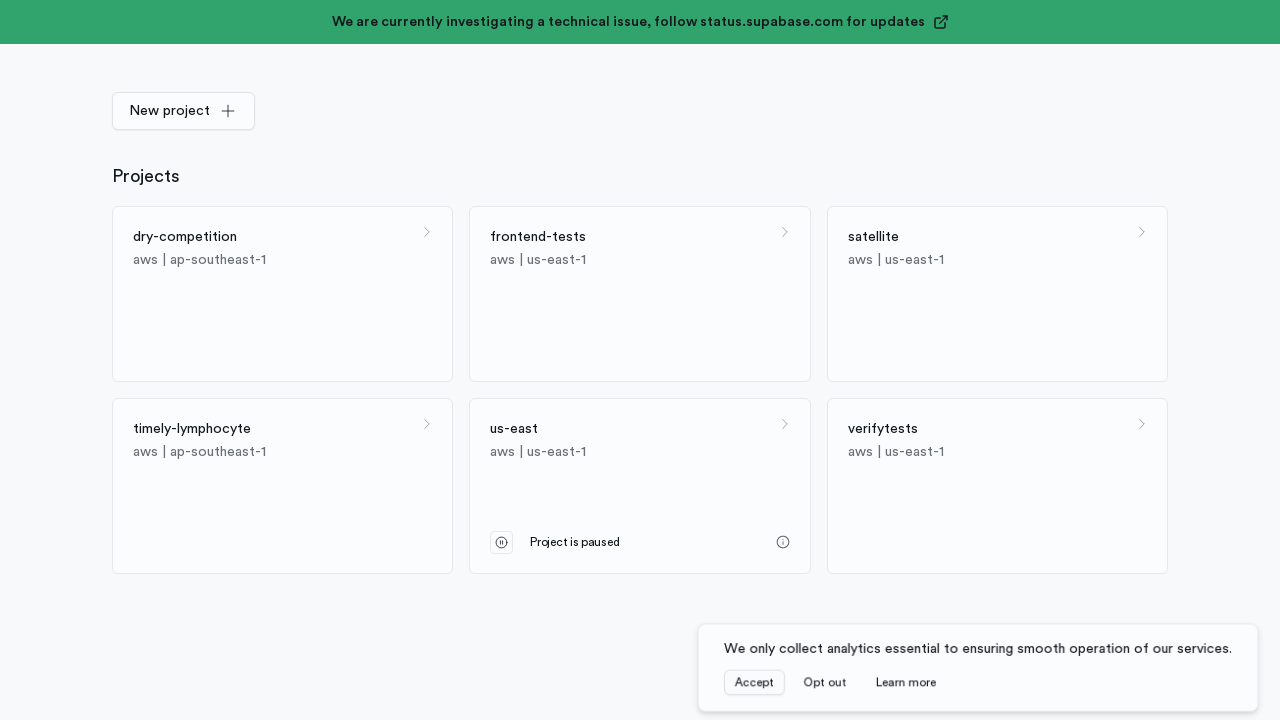 We are currently investigating a technical issue, follow status.supabase.com for updates
New project
Projects
dry-competition
aws | ap-southeast-1
frontend-tests
aws | us-east-1
satellite
aws | us-east-1
timely-lymphocyte
aws | ap-southeast-1
us-east
aws | us-east-1
Project is paused
verifytests
aws | us-east-1
We only collect analytics essential to ensuring smooth operation of our services.
Accept Opt out Learn more